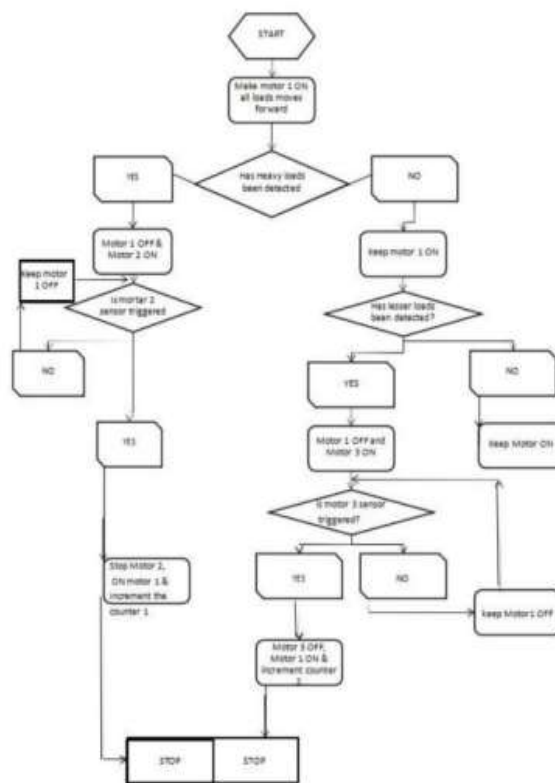 START
Make motor 1 ON
all loads moves
forward
Has Heavy loads
been detected
YES
NO
Motor 1 OFF &
Motor 2 ON
Keep motor 1 ON
Keep motor
1 OFF
Is mortar 2
sensor triggered
Has lesser loads
been detected?
NO
YES
NO
YES
Motor 1 OFF and
Motor 3 ON
Keep Motor ON
Is motor 3 sensor
triggered?
Stop Motor 2,
ON motor 1 &
increment the
counter 1
YES
NO
keep Motor1 OFF
Motor 3 OFF,
Motor 1 ON &
increment counter
STOP
STOP